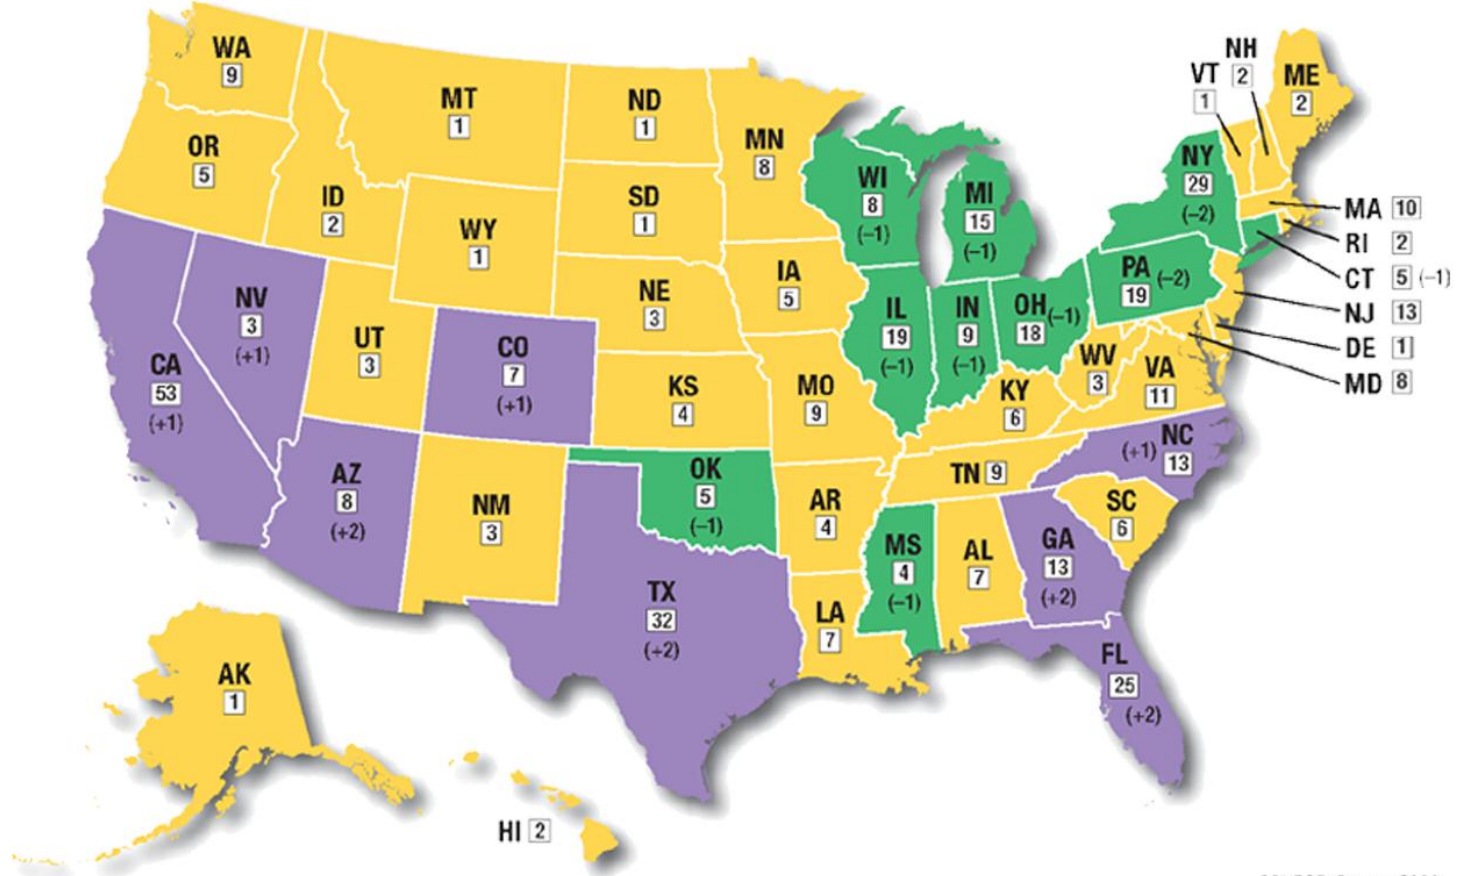 WA
9
OR
5
ID
2
MT
1
WY
1
ND
1
SD
1
NE
3
KS
4
MN
8
IA
5
MO
9
WI
8
(−1)
MI
15
(−1)
IL
19
(−1)
IN
9
(−1)
OH (−1)
18
PA (−2)
19
NY
29
(−2)
VT
1
NH
2
ME
2
MA 10
RI 2
CT 5 (−1)
NJ 13
DE 1
MD 8
WV
3
VA
11
KY
6
TN 9
(+1) NC
13
SC
6
GA
13
(+2)
FL
25
(+2)
AL
7
MS
4
(−1)
LA
7
AR
4
OK
5
(−1)
TX
32
(+2)
NM
3
AZ
8
(+2)
CO
7
(+1)
UT
3
NV
3
(+1)
CA
53
(+1)
AK
1
HI 2